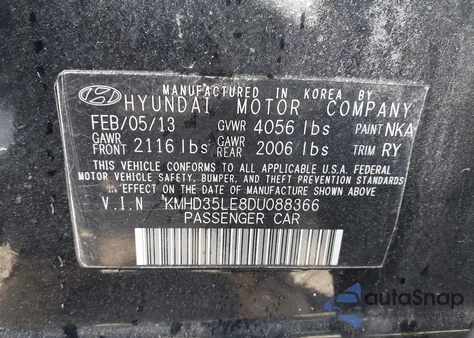 MANUFACTURED IN KOREA BY
HYUNDAI MOTOR COMPANY
FEB/05/13 GVWR 4056 lbs PAINT NKA
GAWR FRONT 2116 lbs GAWR REAR 2006 lbs TRIM RY
THIS VEHICLE CONFORMS TO ALL APPLICABLE U.S.A. FEDERAL
MOTOR VEHICLE SAFETY, BUMPER, AND THEFT PREVENTION STANDARDS
IN EFFECT ON THE DATE OF MANUFACTURE SHOWN ABOVE.
V.I.N KMHD35LE8DU088366
PASSENGER CAR
autoSnap